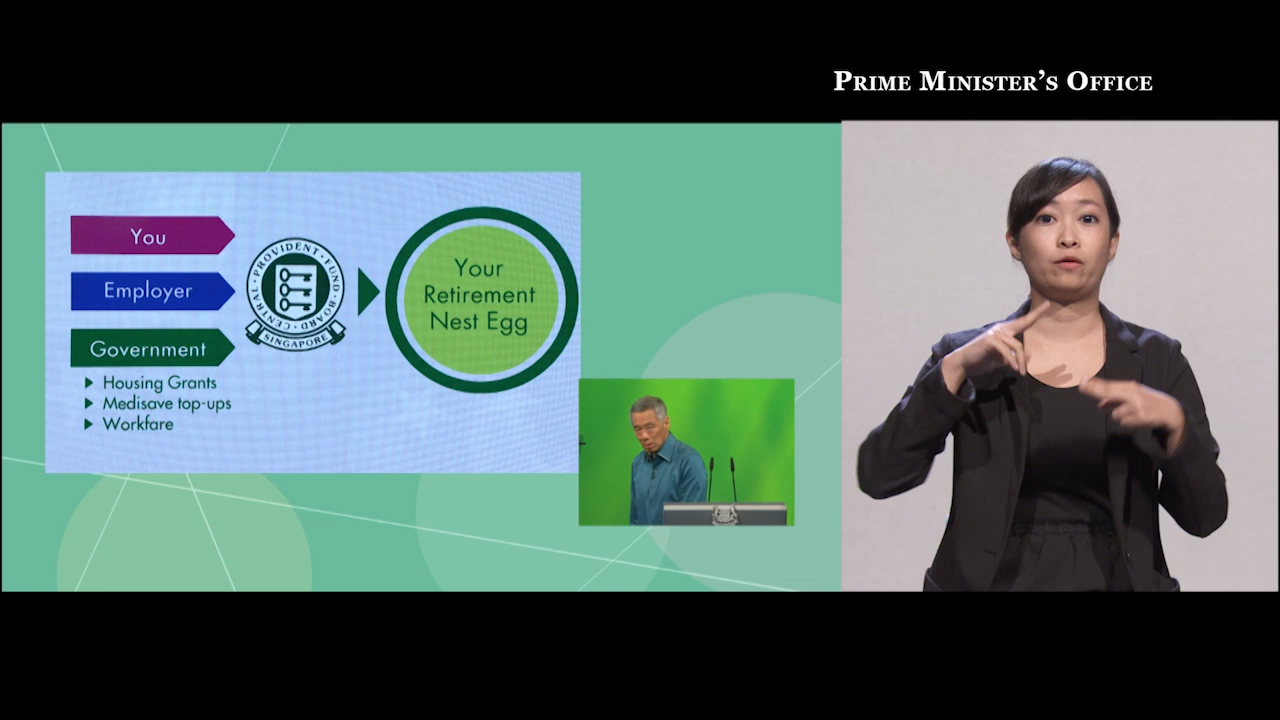 PRIME MINISTER'S OFFICE
You
Employer
Government
Housing Grants
Medisave top-ups
Workfare
CENTRAL · PROVIDENT · FUND · BOARD ·
SINGAPORE
Your
Retirement
Nest Egg